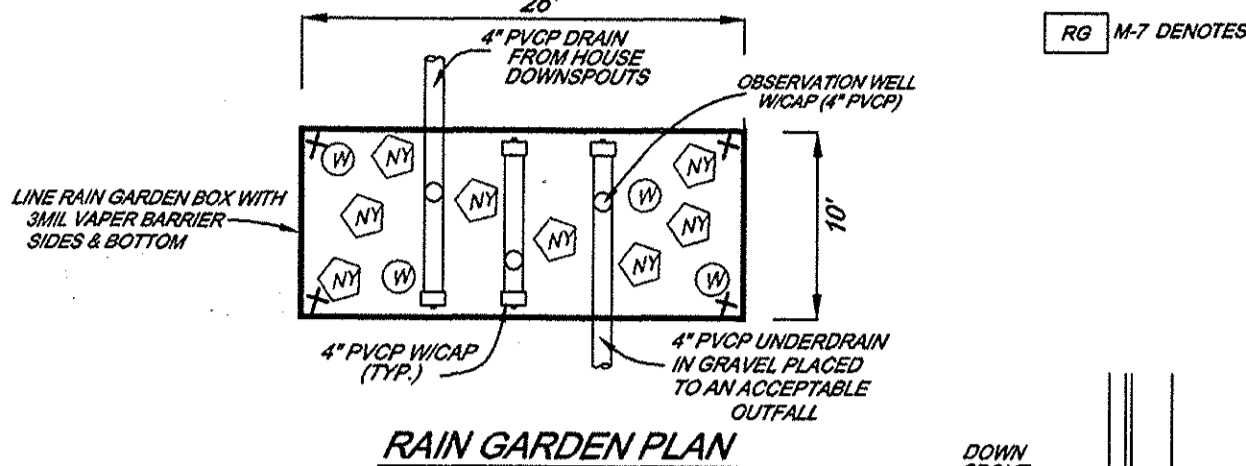 26'
4" PVCP DRAIN
FROM HOUSE
DOWNSPOUTS
RG M-7 DENOTES
OBSERVATION WELL
W/CAP (4" PVCP)
LINE RAIN GARDEN BOX WITH
3MIL VAPER BARRIER
SIDES & BOTTOM
W NY NY W NY
NY NY NY
NY W NY W
10'
4" PVCP W/CAP
(TYP.)
4" PVCP UNDERDRAIN
IN GRAVEL PLACED
TO AN ACCEPTABLE
OUTFALL
RAIN GARDEN PLAN
DOWN